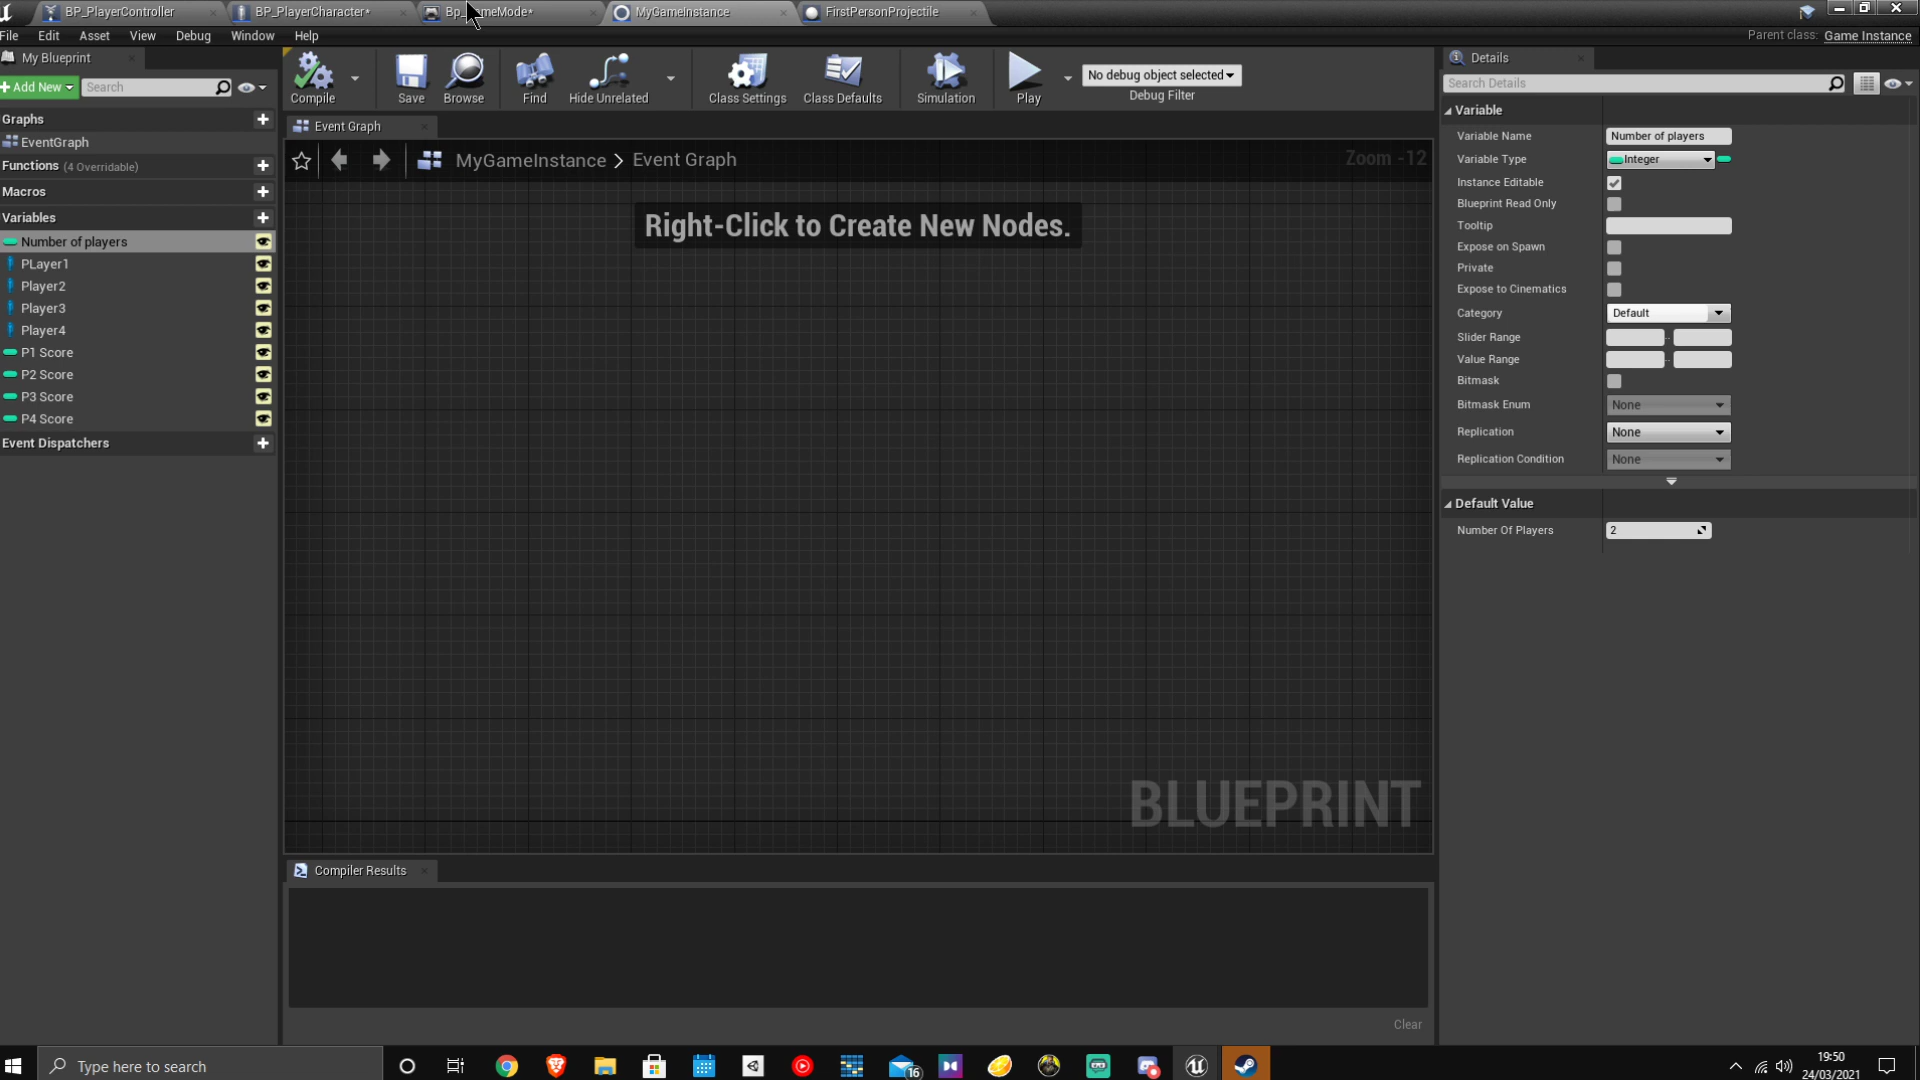 BP_PlayerController
BP_PlayerCharacter*
MyGameInstance
FirstPersonProjectile
File Edit Asset View Debug Window Help
Parent class: Game Instance
My Blueprint
Add New
Search
Compile
Save
Browse
Find
Hide Unrelated
Class Settings
Class Defaults
Simulation
Play
No debug object selected
Debug Filter
Details
Search Details
Graphs
EventGraph
Functions (4 Overridable)
Macros
Variables
Number of players
PLayer1
Player2
Player3
Player4
P1 Score
P2 Score
P3 Score
P4 Score
Event Dispatchers
Event Graph
MyGameInstance > Event Graph
Zoom -12
Right-Click to Create New Nodes.
BLUEPRINT
Compiler Results
Clear
Variable
Variable Name Number of players
Variable Type Integer
Instance Editable
Blueprint Read Only
Tooltip
Expose on Spawn
Private
Expose to Cinematics
Category Default
Slider Range
Value Range
Bitmask
Bitmask Enum None
Replication None
Replication Condition None
Default Value
Number Of Players 2
Type here to search
16
19:50
24/03/2021